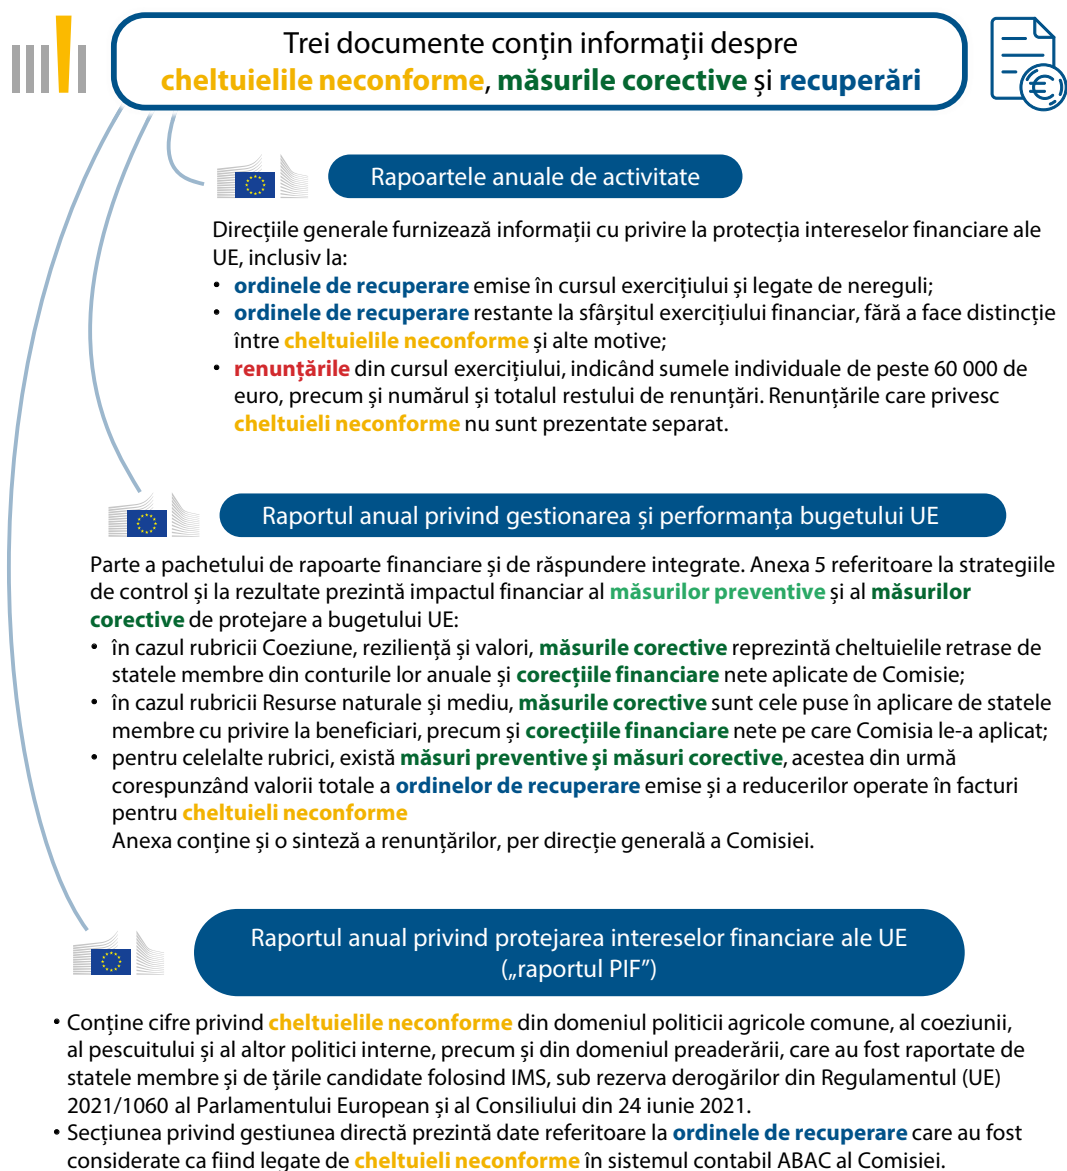 Trei documente conțin informații despre
cheltuielile neconforme, măsurile corective și recuperări
Rapoartele anuale de activitate
Direcțiile generale furnizează informații cu privire la protecția intereselor financiare ale
UE, inclusiv la:
• ordinele de recuperare emise în cursul exercițiului și legate de nereguli;
• ordinele de recuperare restante la sfârșitul exercițiului financiar, fără a face distincție
între cheltuielile neconforme și alte motive;
• renunțările din cursul exercițiului, indicând sumele individuale de peste 60 000 de
euro, precum și numărul și totalul restului de renunțări. Renunțările care privesc
cheltuieli neconforme nu sunt prezentate separat.
Raportul anual privind gestionarea și performanța bugetului UE
Parte a pachetului de rapoarte financiare și de răspundere integrate. Anexa 5 referitoare la strategiile
de control și la rezultate prezintă impactul financiar al măsurilor preventive și al măsurilor
corective de protejare a bugetului UE:
• în cazul rubricii Coeziune, reziliență și valori, măsurile corective reprezintă cheltuielile retrase de
statele membre din conturile lor anuale și corecțiile financiare nete aplicate de Comisie;
• în cazul rubricii Resurse naturale și mediu, măsurile corective sunt cele puse în aplicare de statele
membre cu privire la beneficiari, precum și corecțiile financiare nete pe care Comisia le-a aplicat;
• pentru celelalte rubrici, există măsuri preventive și măsuri corective, acestea din urmă
corespunzând valorii totale a ordinelor de recuperare emise și a reducerilor operate în facturi
pentru cheltuieli neconforme
Anexa conține și o sinteză a renunțărilor, per direcție generală a Comisiei.
Raportul anual privind protejarea intereselor financiare ale UE
(„raportul PIF”)
• Conține cifre privind cheltuielile neconforme din domeniul politicii agricole comune, al coeziunii,
al pescuitului și al altor politici interne, precum și din domeniul preaderării, care au fost raportate de
statele membre și de țările candidate folosind IMS, sub rezerva derogărilor din Regulamentul (UE)
2021/1060 al Parlamentului European și al Consiliului din 24 iunie 2021.
• Secțiunea privind gestiunea directă prezintă date referitoare la ordinele de recuperare care au fost
considerate ca fiind legate de cheltuieli neconforme în sistemul contabil ABAC al Comisiei.